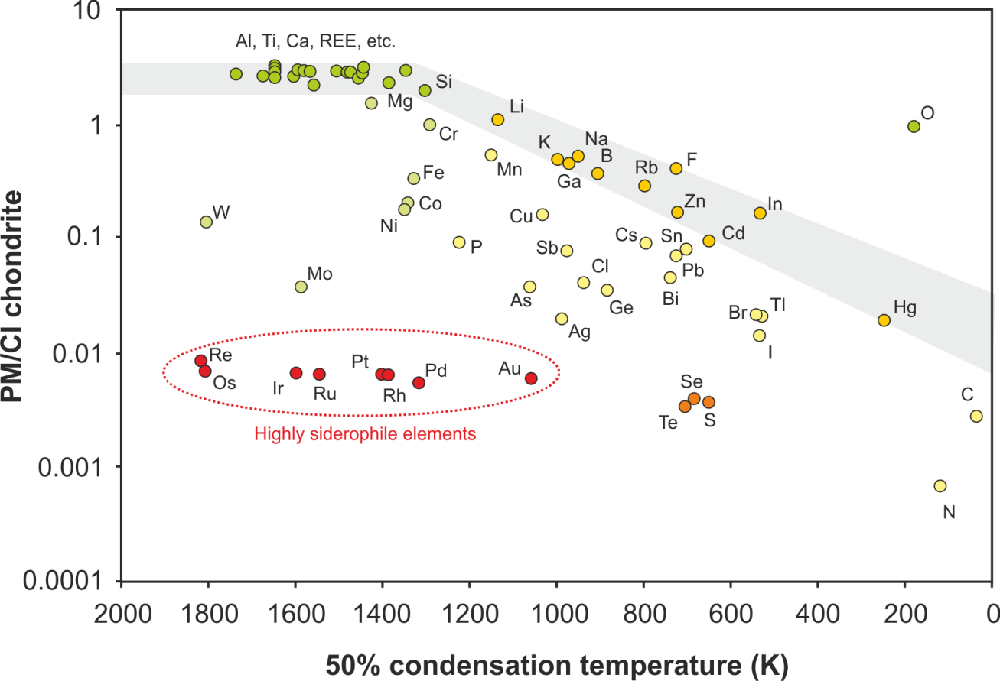 10
Al, Ti, Ca, REE, etc.
Si
Mg
Li
O
1
Cr
K
Na
B
Mn
Ga
Rb
F
Fe
Zn
In
Co
W
Ni
Cu
Cs
Sn
Cd
0.1
P
Sb
Pb
Mo
Cl
As
Ge
Bi
Br
Tl
Hg
Ag
I
0.01
Re
Os
Ir
Ru
Pt
Rh
Pd
Au
Se
Te
S
C
Highly siderophile elements
0.001
N
0.0001
2000 1800 1600 1400 1200 1000 800 600 400 200 0
50% condensation temperature (K)
PM/CI chondrite